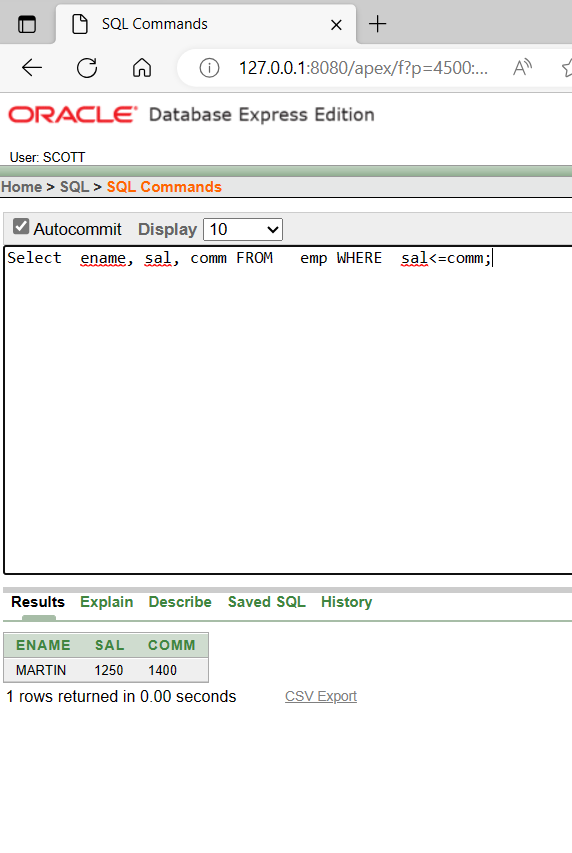 SQL Commands
127.0.0.1:8080/apex/f?p=4500:...
ORACLE Database Express Edition
User: SCOTT
Home > SQL > SQL Commands
Autocommit Display 10
Select ename, sal, comm FROM emp WHERE sal<=comm;
Results Explain Describe Saved SQL History
ENAME SAL COMM
MARTIN 1250 1400
1 rows returned in 0.00 seconds CSV Export